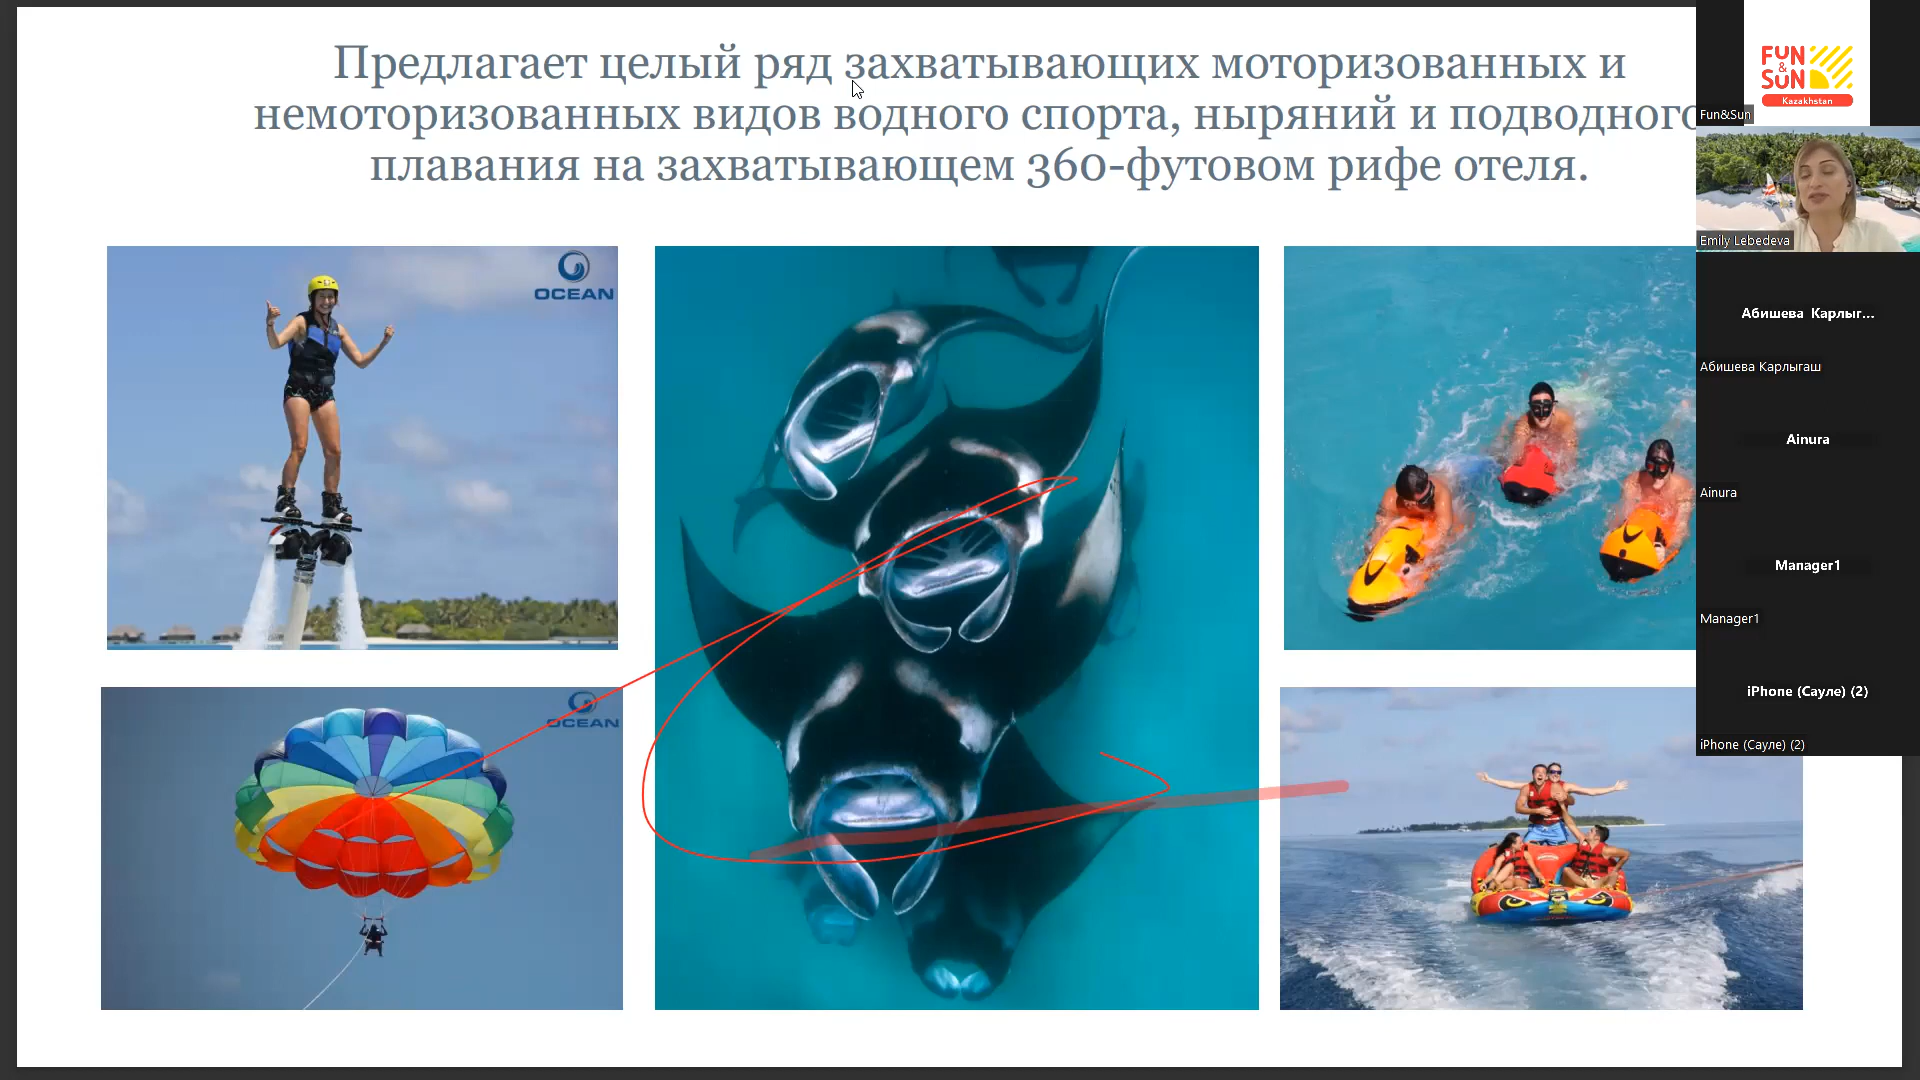 Предлагает целый ряд захватывающих моторизованных и
немоторизованных видов водного спорта, ныряний и подводного
плавания на захватывающем 360-футовом рифе отеля.
OCEAN
OCEAN
FUN
&
SUN
Kazakhstan
Fun&Sun
Emily Lebedeva
Абишева Карлыг...
Абишева Карлыгаш
Ainura
Ainura
Manager1
Manager1
iPhone (Сауле) (2)
iPhone (Сауле) (2)